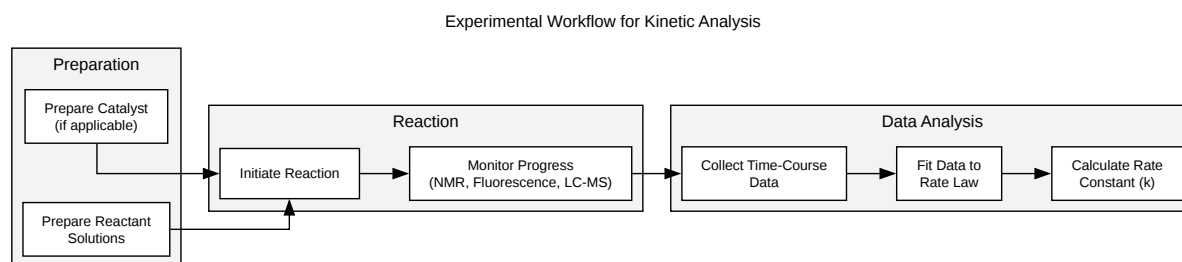 Experimental Workflow for Kinetic Analysis
Preparation
Prepare Catalyst
(if applicable)
Prepare Reactant
Solutions
Reaction
Initiate Reaction
Monitor Progress
(NMR, Fluorescence, LC-MS)
Data Analysis
Collect Time-Course
Data
Fit Data to
Rate Law
Calculate Rate
Constant (k)